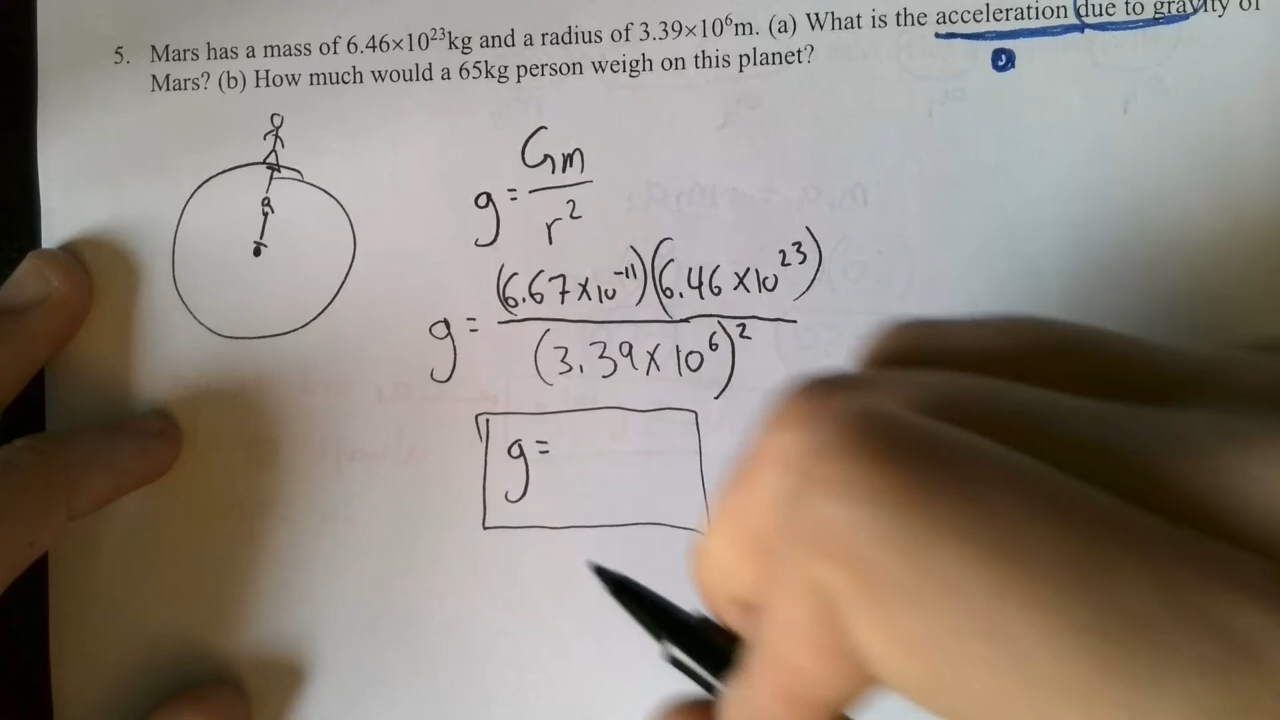 5. Mars has a mass of 6.46×10²³kg and a radius of 3.39×10⁶m. (a) What is the acceleration due to gravity of
Mars? (b) How much would a 65kg person weigh on this planet?
R
g = Gm / r²
g = (6.67×10⁻¹¹)(6.46×10²³) / (3.39×10⁶)²
g =